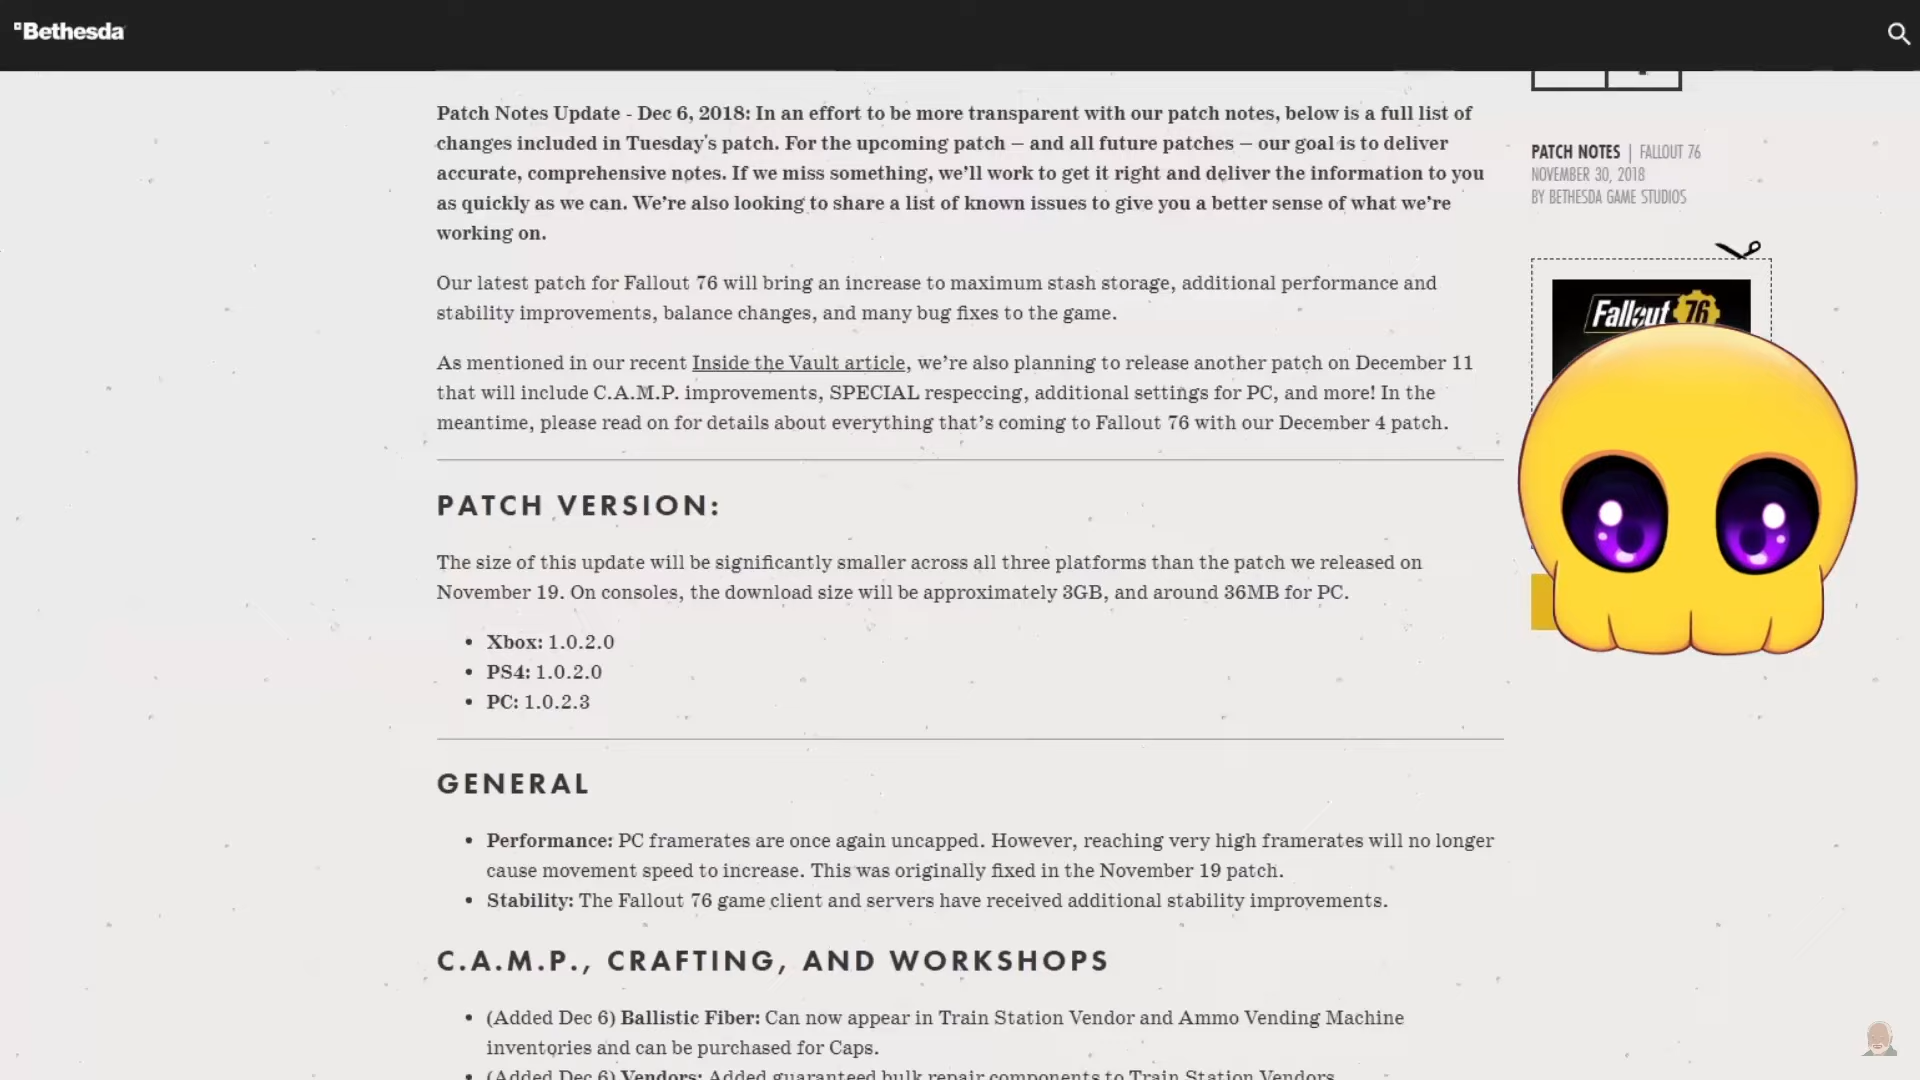 Bethesda
Patch Notes Update - Dec 6, 2018: In an effort to be more transparent with our patch notes, below is a full list of
changes included in Tuesday's patch. For the upcoming patch — and all future patches — our goal is to deliver
accurate, comprehensive notes. If we miss something, we’ll work to get it right and deliver the information to you
as quickly as we can. We’re also looking to share a list of known issues to give you a better sense of what we’re
working on.
Our latest patch for Fallout 76 will bring an increase to maximum stash storage, additional performance and
stability improvements, balance changes, and many bug fixes to the game.
As mentioned in our recent Inside the Vault article, we’re also planning to release another patch on December 11
that will include C.A.M.P. improvements, SPECIAL respeccing, additional settings for PC, and more! In the
meantime, please read on for details about everything that’s coming to Fallout 76 with our December 4 patch.
PATCH VERSION:
The size of this update will be significantly smaller across all three platforms than the patch we released on
November 19. On consoles, the download size will be approximately 3GB, and around 36MB for PC.
• Xbox: 1.0.2.0
• PS4: 1.0.2.0
• PC: 1.0.2.3
GENERAL
• Performance: PC framerates are once again uncapped. However, reaching very high framerates will no longer
cause movement speed to increase. This was originally fixed in the November 19 patch.
• Stability: The Fallout 76 game client and servers have received additional stability improvements.
C.A.M.P., CRAFTING, AND WORKSHOPS
• (Added Dec 6) Ballistic Fiber: Can now appear in Train Station Vendor and Ammo Vending Machine
inventories and can be purchased for Caps.
• (Added Dec 6) Vendors: Added guaranteed bulk repair components to Train Station Vendors
PATCH NOTES | FALLOUT 76
NOVEMBER 30, 2018
BY BETHESDA GAME STUDIOS
Fallout 76